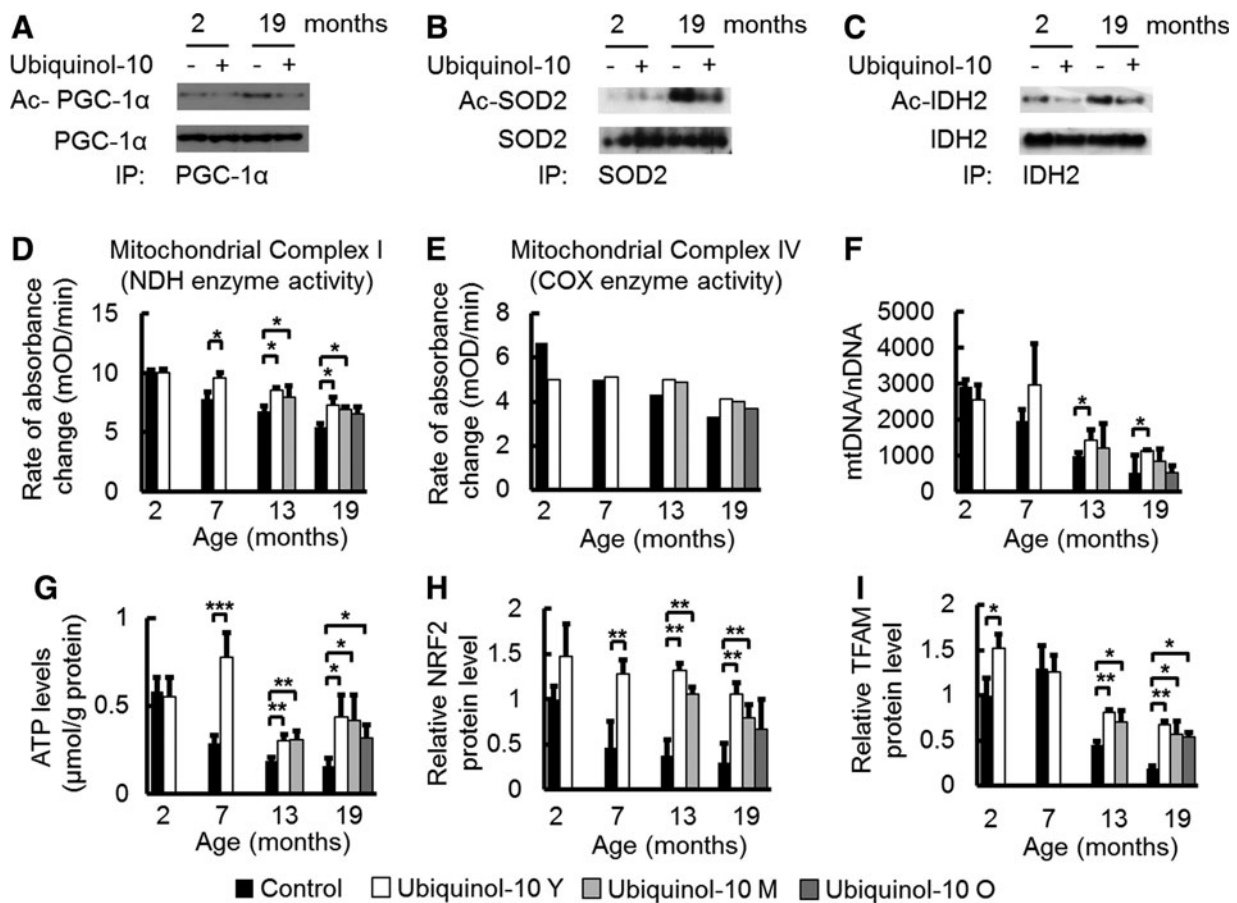 A
2 19 months
Ubiquinol-10 - + - +
Ac- PGC-1α
PGC-1α
IP: PGC-1α
B
2 19 months
Ubiquinol-10 - + - +
Ac-SOD2
SOD2
IP: SOD2
C
2 19 months
Ubiquinol-10 - + - +
Ac-IDH2
IDH2
IP: IDH2
D
Mitochondrial Complex I
(NDH enzyme activity)
Rate of absorbance
change (mOD/min)
15
10
5
0
* * * * *
2 7 13 19
Age (months)
E
Mitochondrial Complex IV
(COX enzyme activity)
Rate of absorbance
change (mOD/min)
8
6
4
2
0
2 7 13 19
Age (months)
F
mtDNA/nDNA
5000
4000
3000
2000
1000
0
* *
2 7 13 19
Age (months)
G
ATP levels
(µmol/g protein)
1
0.5
0
*** ** ** * * *
2 7 13 19
Age (months)
H
Relative NRF2
protein level
2
1.5
1
0.5
0
** ** ** ** **
2 7 13 19
Age (months)
I
Relative TFAM
protein level
2
1.5
1
0.5
0
* * ** * * **
2 7 13 19
Age (months)
Control Ubiquinol-10 Y Ubiquinol-10 M Ubiquinol-10 O